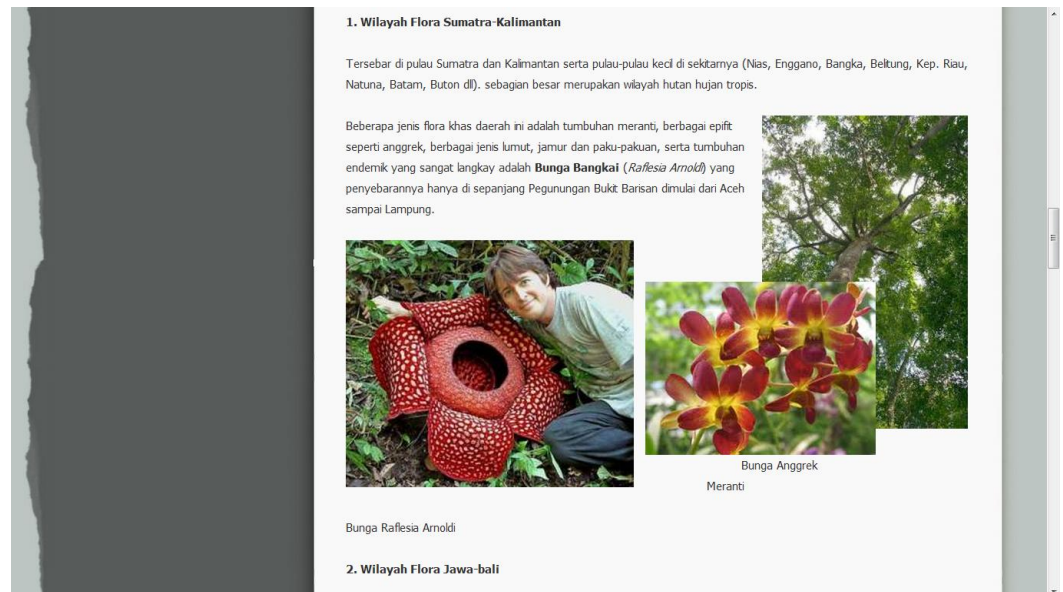 1. Wilayah Flora Sumatra-Kalimantan
Tersebar di pulau Sumatra dan Kalimantan serta pulau-pulau kecil di sekitarnya (Nias, Enggano, Bangka, Belitung, Kep. Riau,
Natuna, Batam, Buton dll). sebagian besar merupakan wilayah hutan hujan tropis.
Beberapa jenis flora khas daerah ini adalah tumbuhan meranti, berbagai epifit
seperti anggrek, berbagai jenis lumut, jamur dan paku-pakuan, serta tumbuhan
endemik yang sangat langkay adalah Bunga Bangkai (Raflesia Arnoldi) yang
penyebarannya hanya di sepanjang Pegunungan Bukit Barisan dimulai dari Aceh
sampai Lampung.
Bunga Anggrek
Meranti
Bunga Raflesia Arnoldi
2. Wilayah Flora Jawa-bali